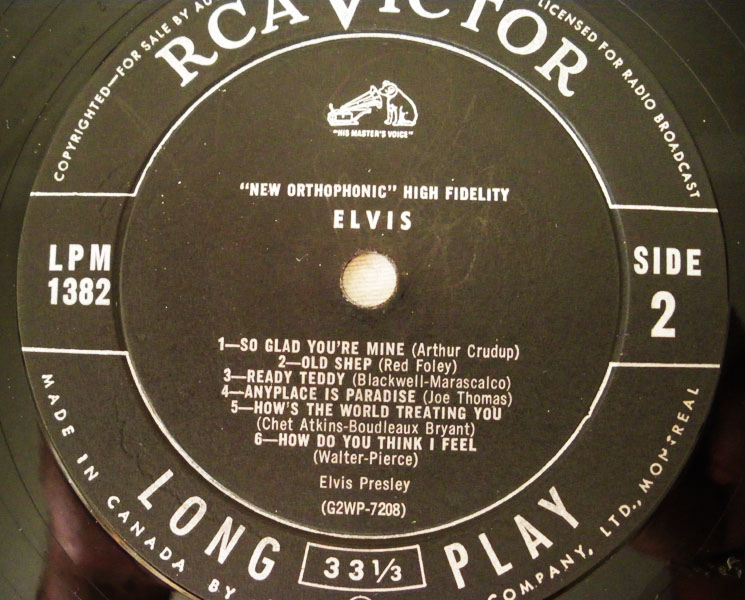 COPYRIGHTED—FOR SALE BY
LICENSED FOR RADIO BROADCAST
RCA VICTOR
"HIS MASTER'S VOICE"
"NEW ORTHOPHONIC" HIGH FIDELITY
ELVIS
LPM
1382
SIDE
2
1—SO GLAD YOU'RE MINE (Arthur Crudup)
2—OLD SHEP (Red Foley)
3—READY TEDDY (Blackwell-Marascalco)
4—ANYPLACE IS PARADISE (Joe Thomas)
5—HOW'S THE WORLD TREATING YOU
(Chet Atkins-Boudleaux Bryant)
6—HOW DO YOU THINK I FEEL
(Walter-Pierce)
Elvis Presley
(G2WP-7208)
LONG 33⅓ PLAY
MADE IN CANADA BY
COMPANY, LTD., MONTREAL